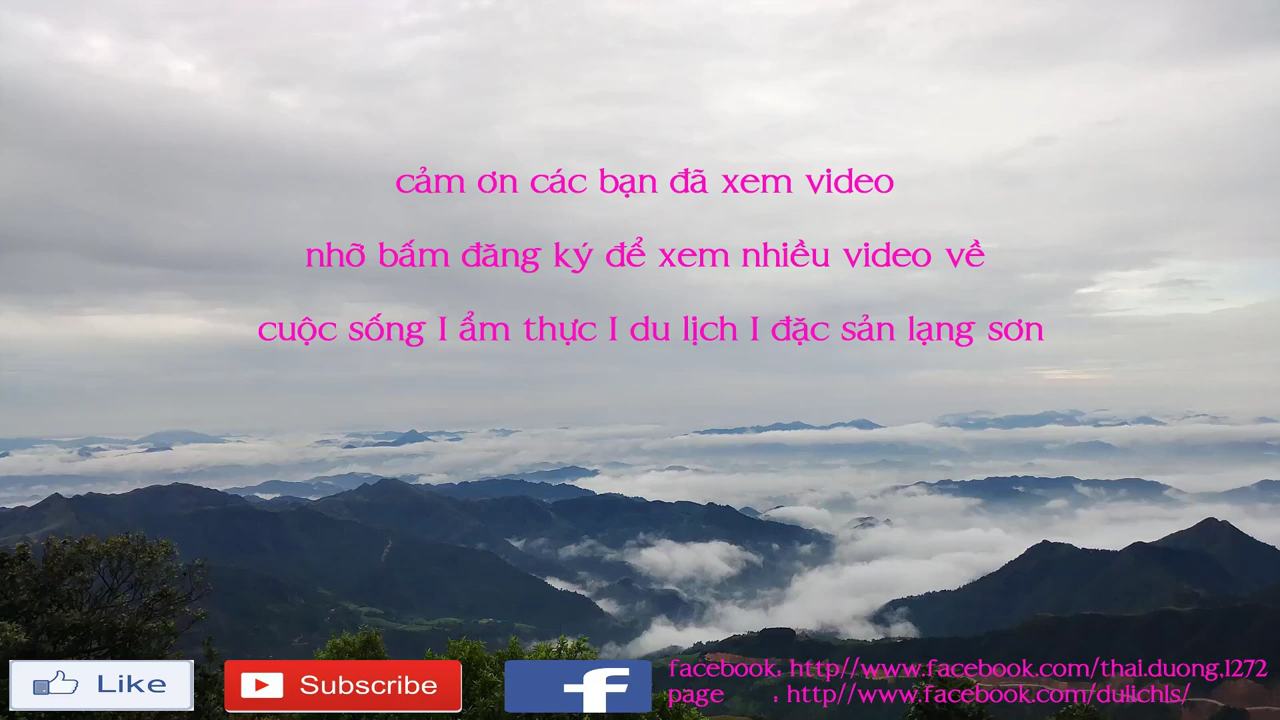 cảm ơn các bạn đã xem video
nhỡ bấm đăng ký để xem nhiều video về
cuộc sống I ẩm thực I du lịch I đặc sản lạng sơn
Like
Subscribe
facebook: http//www.facebook.com/thai.duong.1272
page : http//www.facebook.com/dulichls/